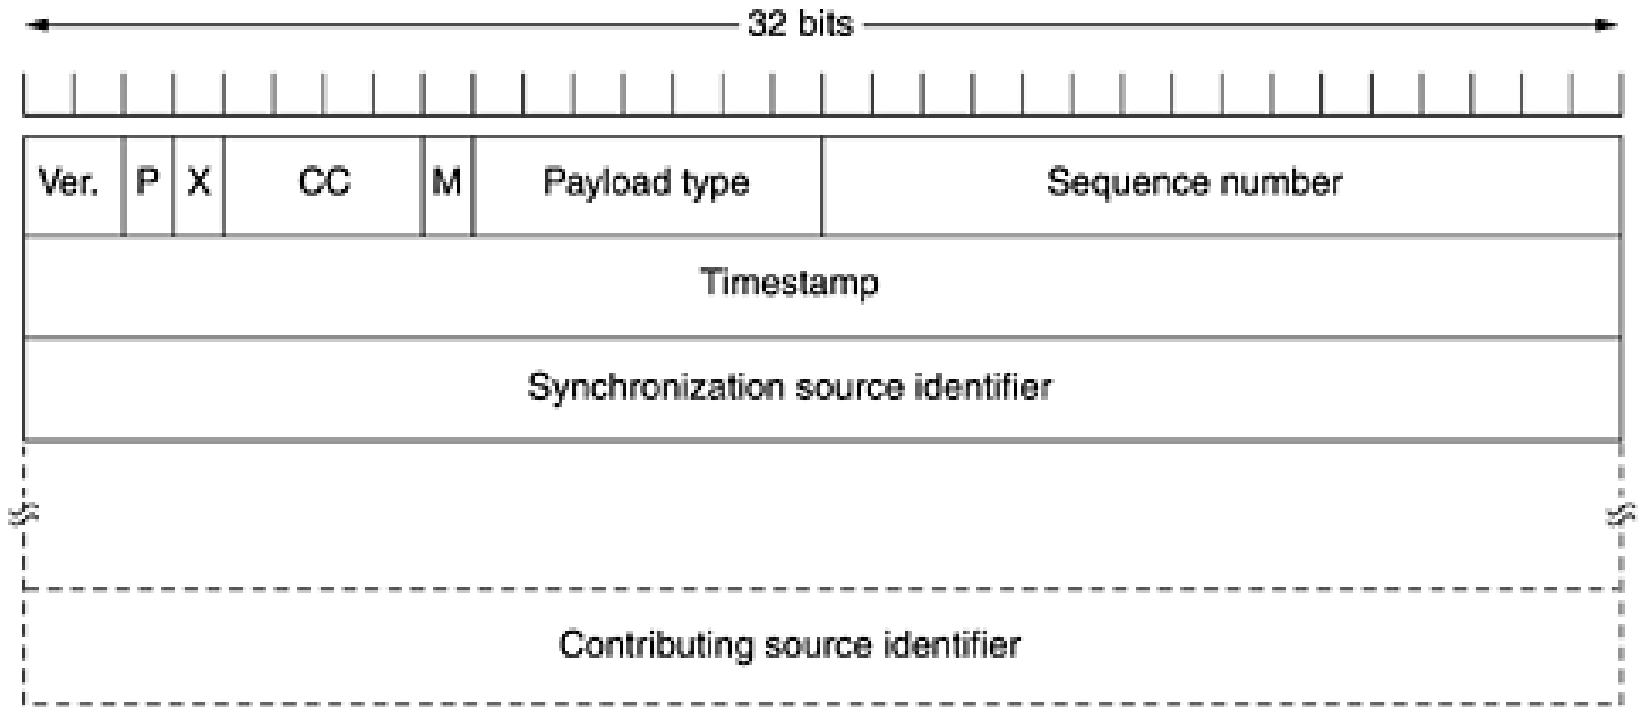 32 bits
Ver. P X CC M Payload type Sequence number
Timestamp
Synchronization source identifier
Contributing source identifier